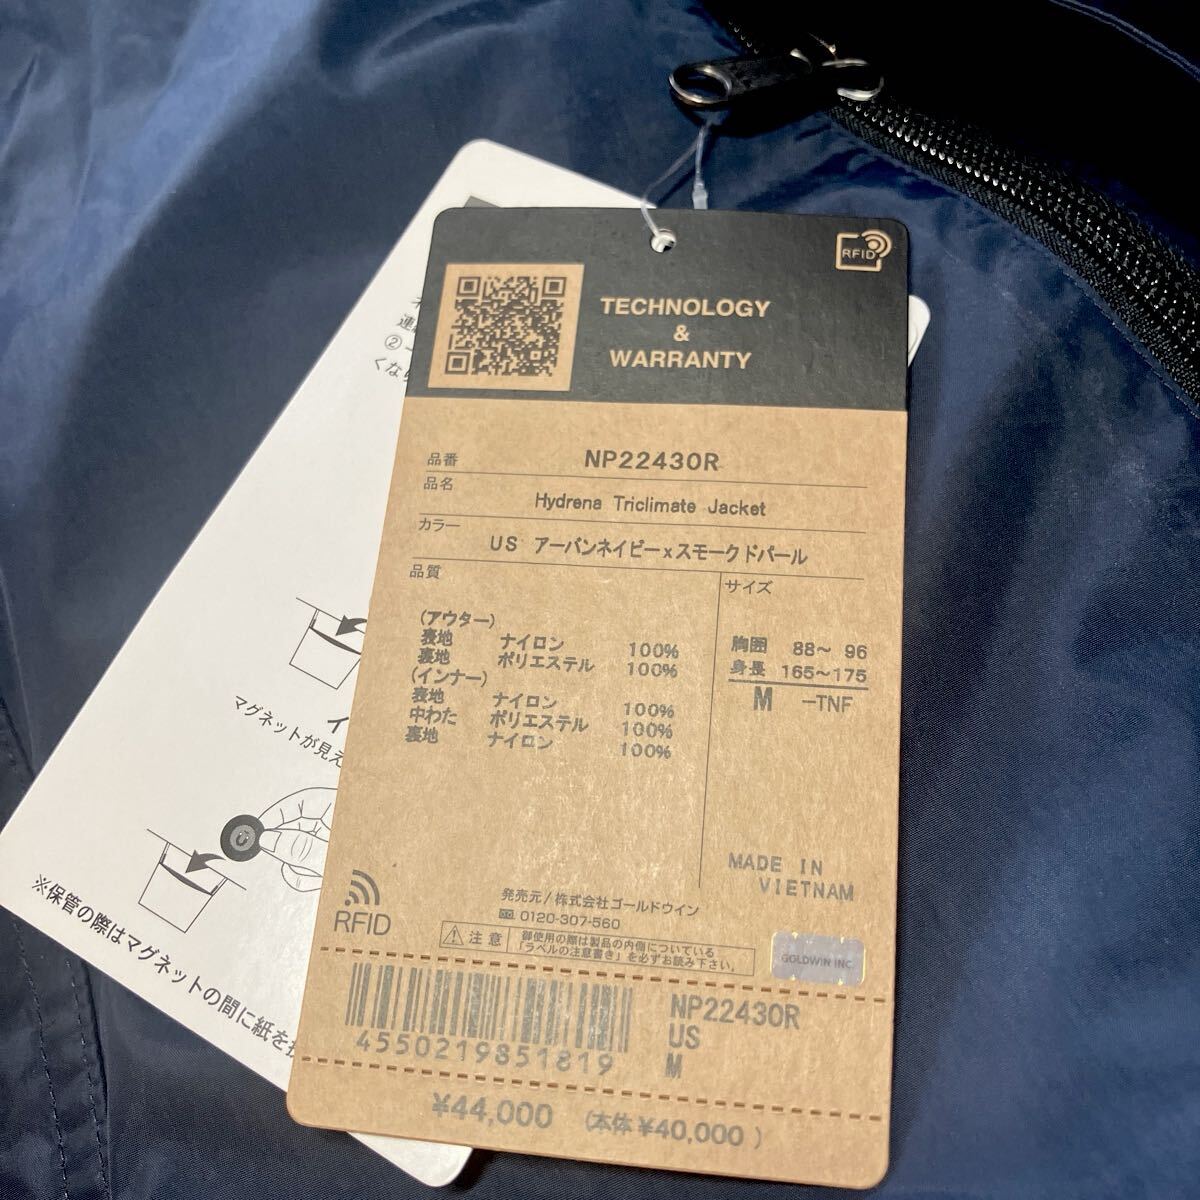 RFID
TECHNOLOGY
&
WARRANTY
品番 NP22430R
品名 Hydrena Triclimate Jacket
カラー US アーバンネイビーxスモークドパール
品質
サイズ
(アウター)
表地 ナイロン 100%
裏地 ポリエステル 100%
(インナー)
表地 ナイロン 100%
中わた ポリエステル 100%
裏地 ナイロン 100%
胸囲 88～ 96
身長 165～175
M -TNF
MADE IN
VIETNAM
RFID
発売元/株式会社ゴールドウイン
0120-307-560
注意 御使用の際は製品の内側についている
「ラベルの注意書き」を必ずお読み下さい。
GOLDWIN INC.
4550219851819
NP22430R
US
M
¥44,000 (本体 ¥40,000 )
②
くな
マグネットが見え
※保管の際はマグネットの間に紙を